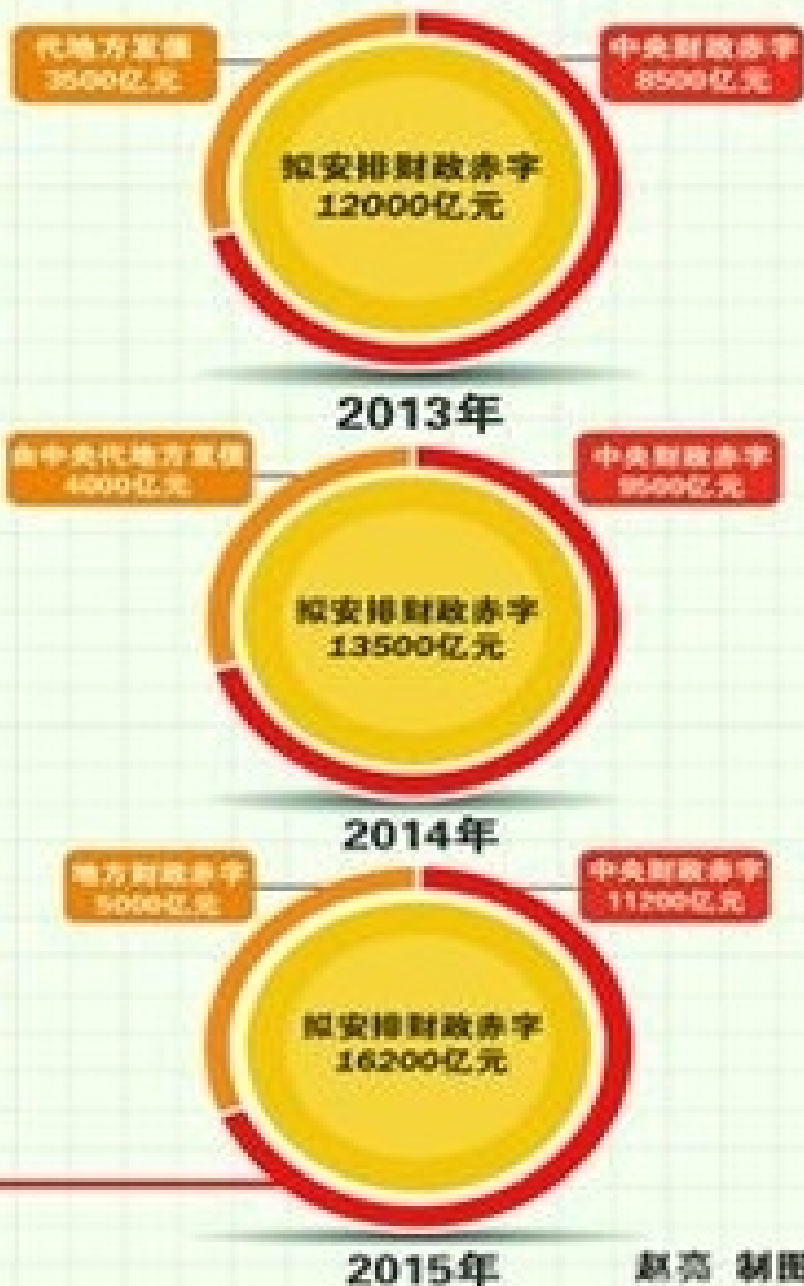 代地方发债
3500亿元
中央财政赤字
8500亿元
拟安排财政赤字
12000亿元
2013年
由中央代地方发债
4000亿元
中央财政赤字
9500亿元
拟安排财政赤字
13500亿元
2014年
地方财政赤字
5000亿元
中央财政赤字
11200亿元
拟安排财政赤字
16200亿元
2015年
赵亮 制图